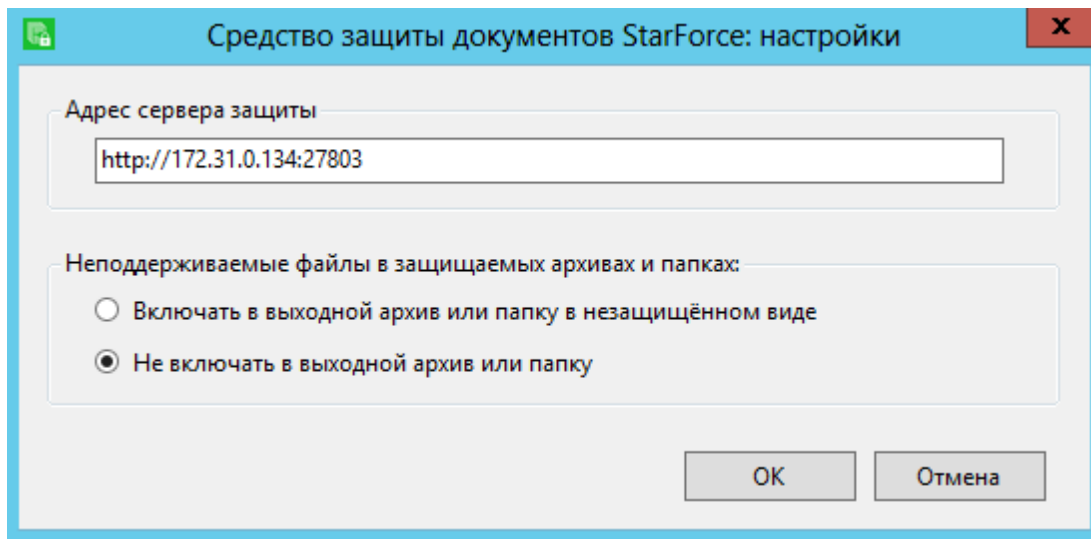 Средство защиты документов StarForce: настройки
Адрес сервера защиты
http://172.31.0.134:27803
Неподдерживаемые файлы в защищаемых архивах и папках:
Включать в выходной архив или папку в незащищённом виде
Не включать в выходной архив или папку
OK
Отмена